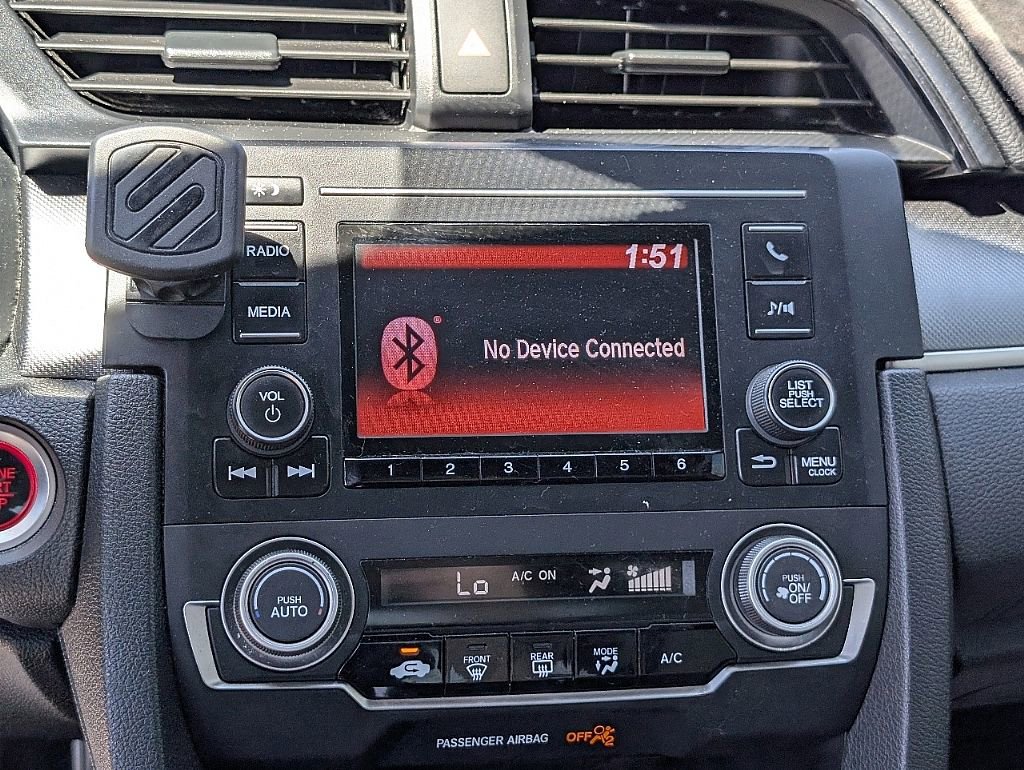 RADIO
1:51
MEDIA
No Device Connected
VOL
LIST
PUSH
SELECT
1 2 3 4 5 6
MENU
CLOCK
PUSH
AUTO
Lo
A/C ON
PUSH
ON/
OFF
FRONT
REAR
MODE
A/C
PASSENGER AIRBAG
OFF
2